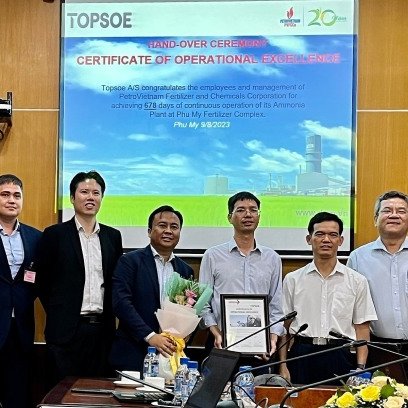 TOPSOE
PETROVIETNAM
20
HAND-OVER CEREMONY
CERTIFICATE OF OPERATIONAL EXCELLENCE
Topsoe A/S congratulates the employees and management of
PetroVietnam Fertilizer and Chemicals Corporation for
achieving 678 days of continuous operation of its Ammonia
Plant at Phu My Fertilizer Complex.
Phu My 9/8/2023